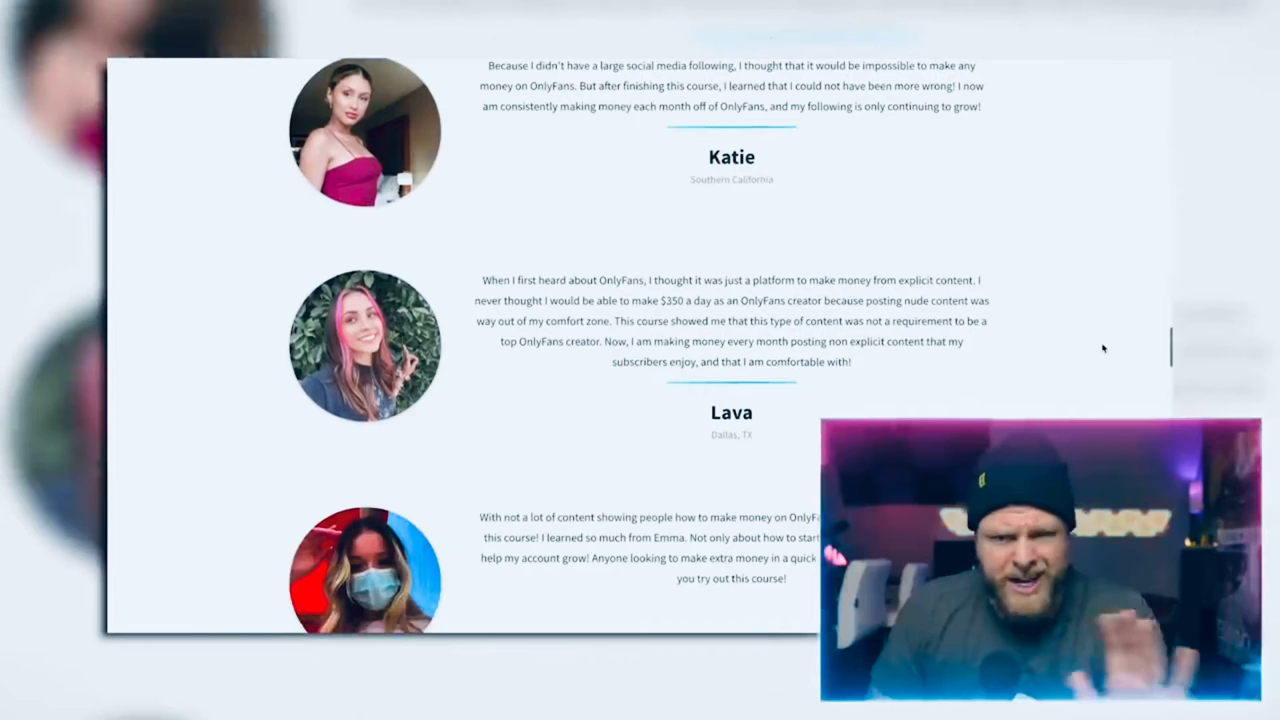 Because I didn't have a large social media following, I thought that it would be impossible to make any
money on OnlyFans. But after finishing this course, I learned that I could not have been more wrong! I now
am consistently making money each month off of OnlyFans, and my following is only continuing to grow!
Katie
Southern California
When I first heard about OnlyFans, I thought it was just a platform to make money from explicit content. I
never thought I would be able to make $350 a day as an OnlyFans creator because posting nude content was
way out of my comfort zone. This course showed me that this type of content was not a requirement to be a
top OnlyFans creator. Now, I am making money every month posting non explicit content that my
subscribers enjoy, and that I am comfortable with!
Lava
Dallas, TX
With not a lot of content showing people how to make money on OnlyF
this course! I learned so much from Emma. Not only about how to start
help my account grow! Anyone looking to make extra money in a quick
you try out this course!